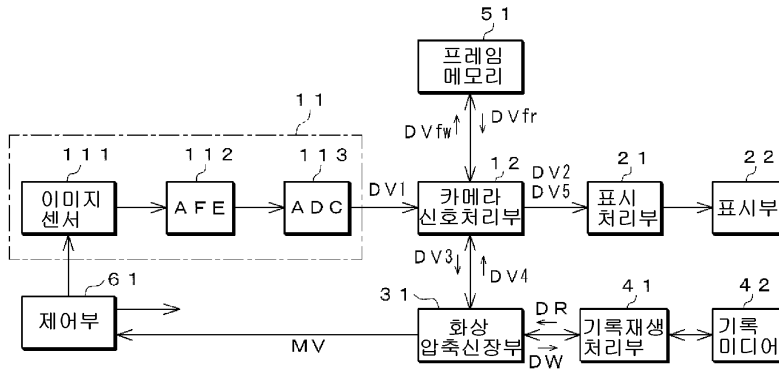 51
프레임
메모리
DVfw ↑ ↓ DVfr
11
111
112
113
12
21
22
이미지
센서
AFE
ADC
DV1
카메라
신호처리부
DV2
DV5
표시
처리부
표시부
DV3 ↓ ↑ DV4
61
31
41
42
제어부
MV
화상
압축신장부
DR
←
→
DW
기록재생
처리부
기록
미디어